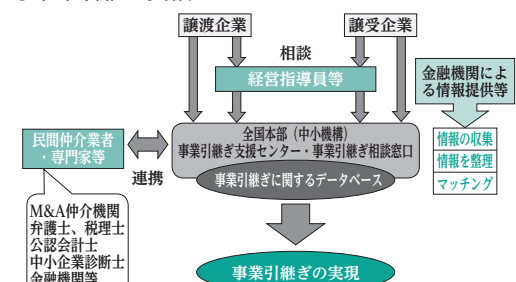 譲渡企業
譲受企業
相談
経営指導員等
金融機関によ
る情報提供等
民間仲介業者
・専門家等
連携
全国本部（中小機構）
事業引継ぎ支援センター・事業引継ぎ相談窓口
事業引継ぎに関するデータベース
情報の収集
情報を整理
マッチング
M&A仲介機関
弁護士、税理士
公認会計士
中小企業診断士
金融機関等
事業引継ぎの実現